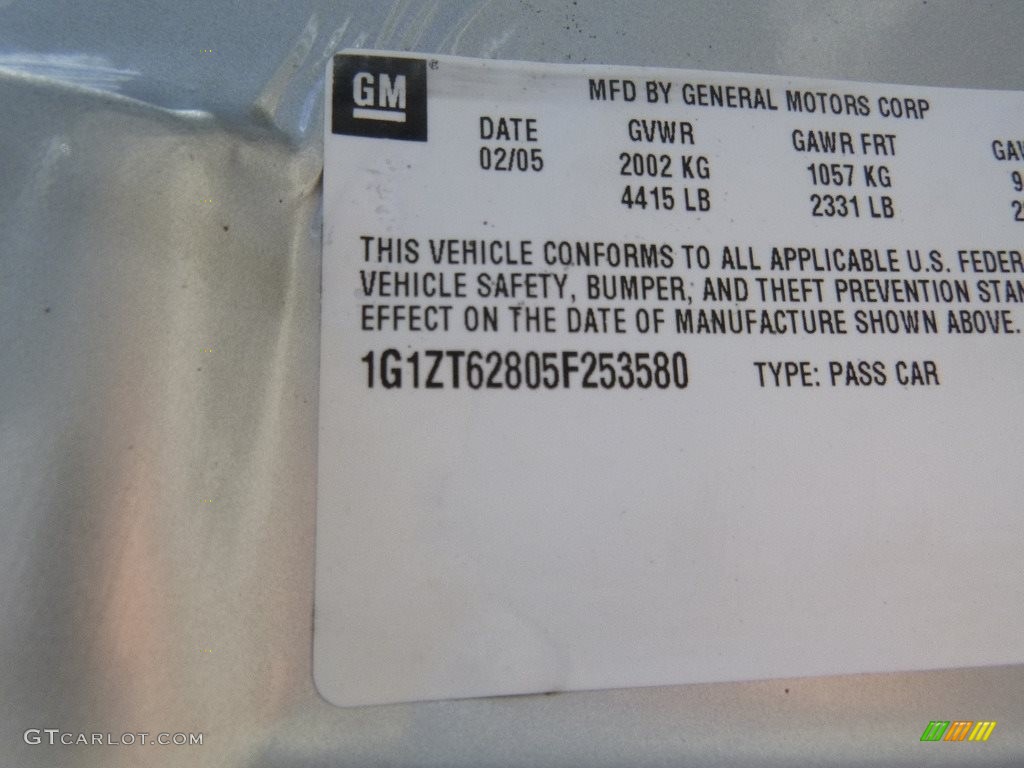 GM®
MFD BY GENERAL MOTORS CORP
DATE GVWR GAWR FRT
02/05 2002 KG 1057 KG
4415 LB 2331 LB
THIS VEHICLE CONFORMS TO ALL APPLICABLE U.S.
VEHICLE SAFETY, BUMPER, AND THEFT PREVENTION
EFFECT ON THE DATE OF MANUFACTURE SHOWN ABOVE.
1G1ZT62805F253580 TYPE: PASS CAR
GTCARLOT.COM